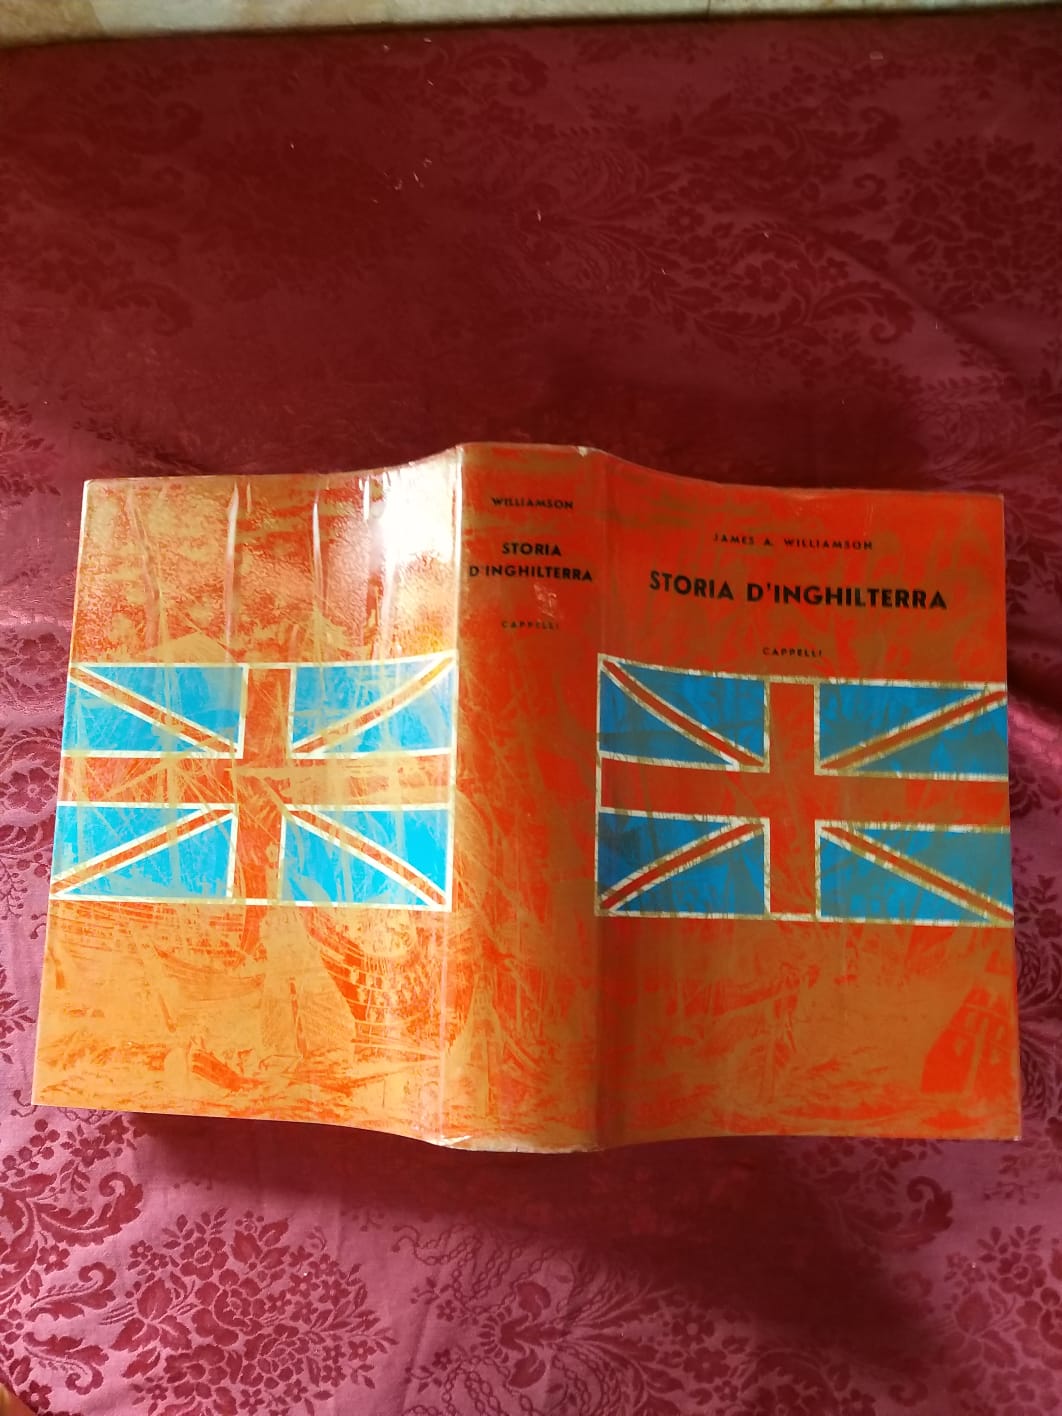 WILLIAMSON
STORIA
D'INGHILTERRA
CAPPELLI
JAMES A. WILLIAMSON
STORIA D'INGHILTERRA
CAPPELLI